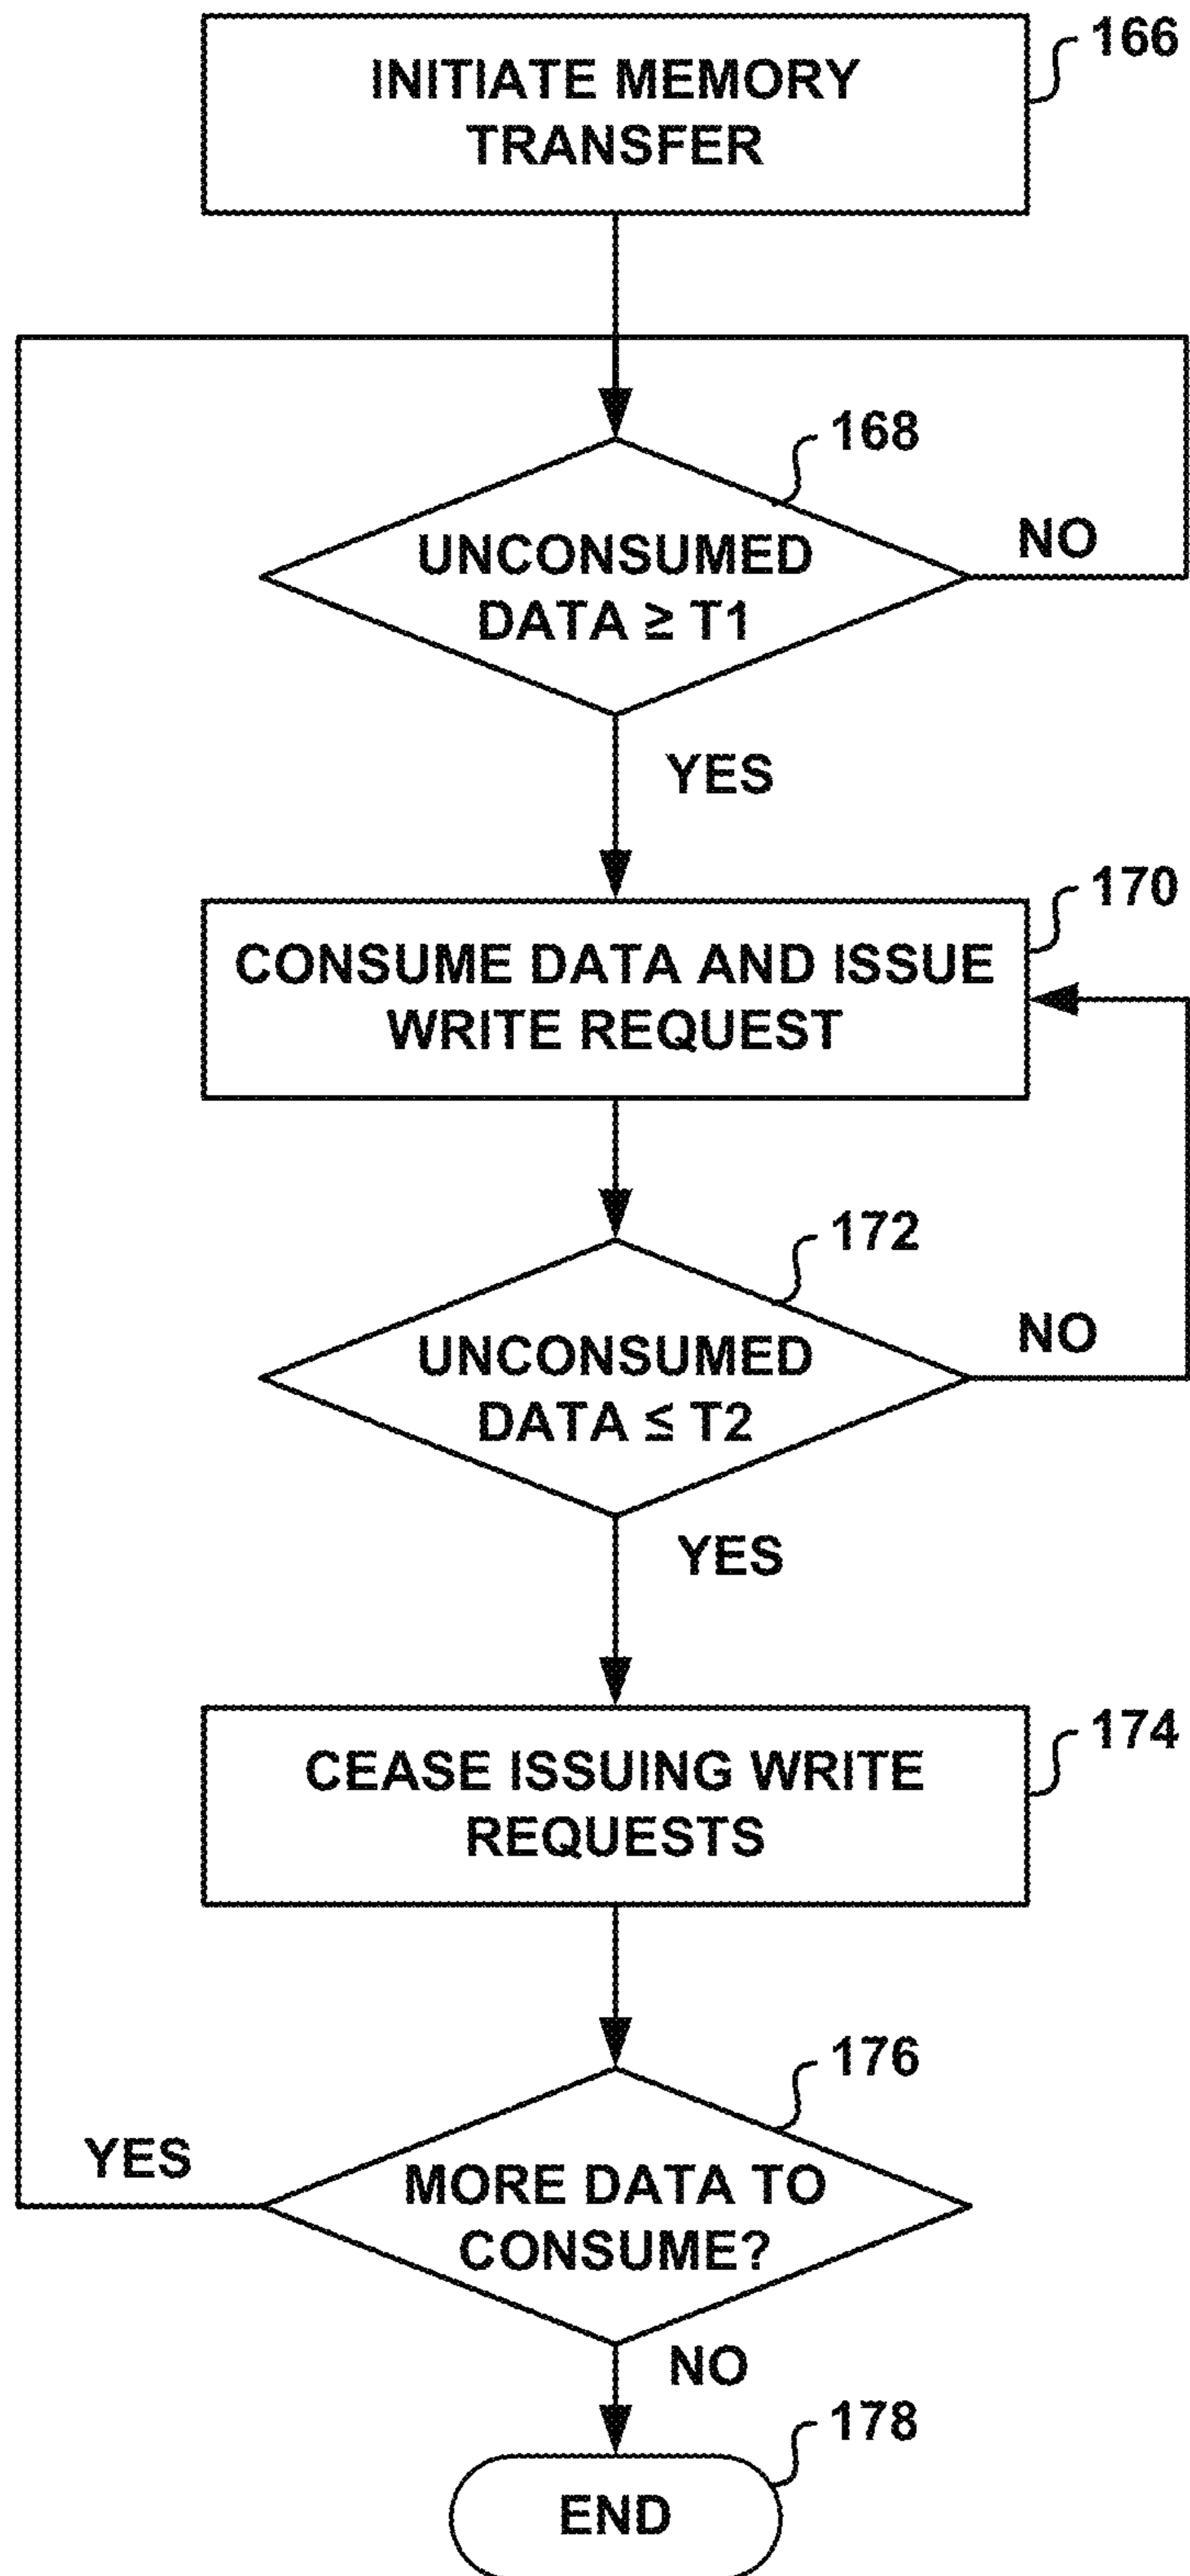 166
INITIATE MEMORY
TRANSFER
168
UNCONSUMED
DATA ≥ T1
NO
YES
170
CONSUME DATA AND ISSUE
WRITE REQUEST
172
UNCONSUMED
DATA ≤ T2
NO
YES
174
CEASE ISSUING WRITE
REQUESTS
176
YES
MORE DATA TO
CONSUME?
NO
178
END